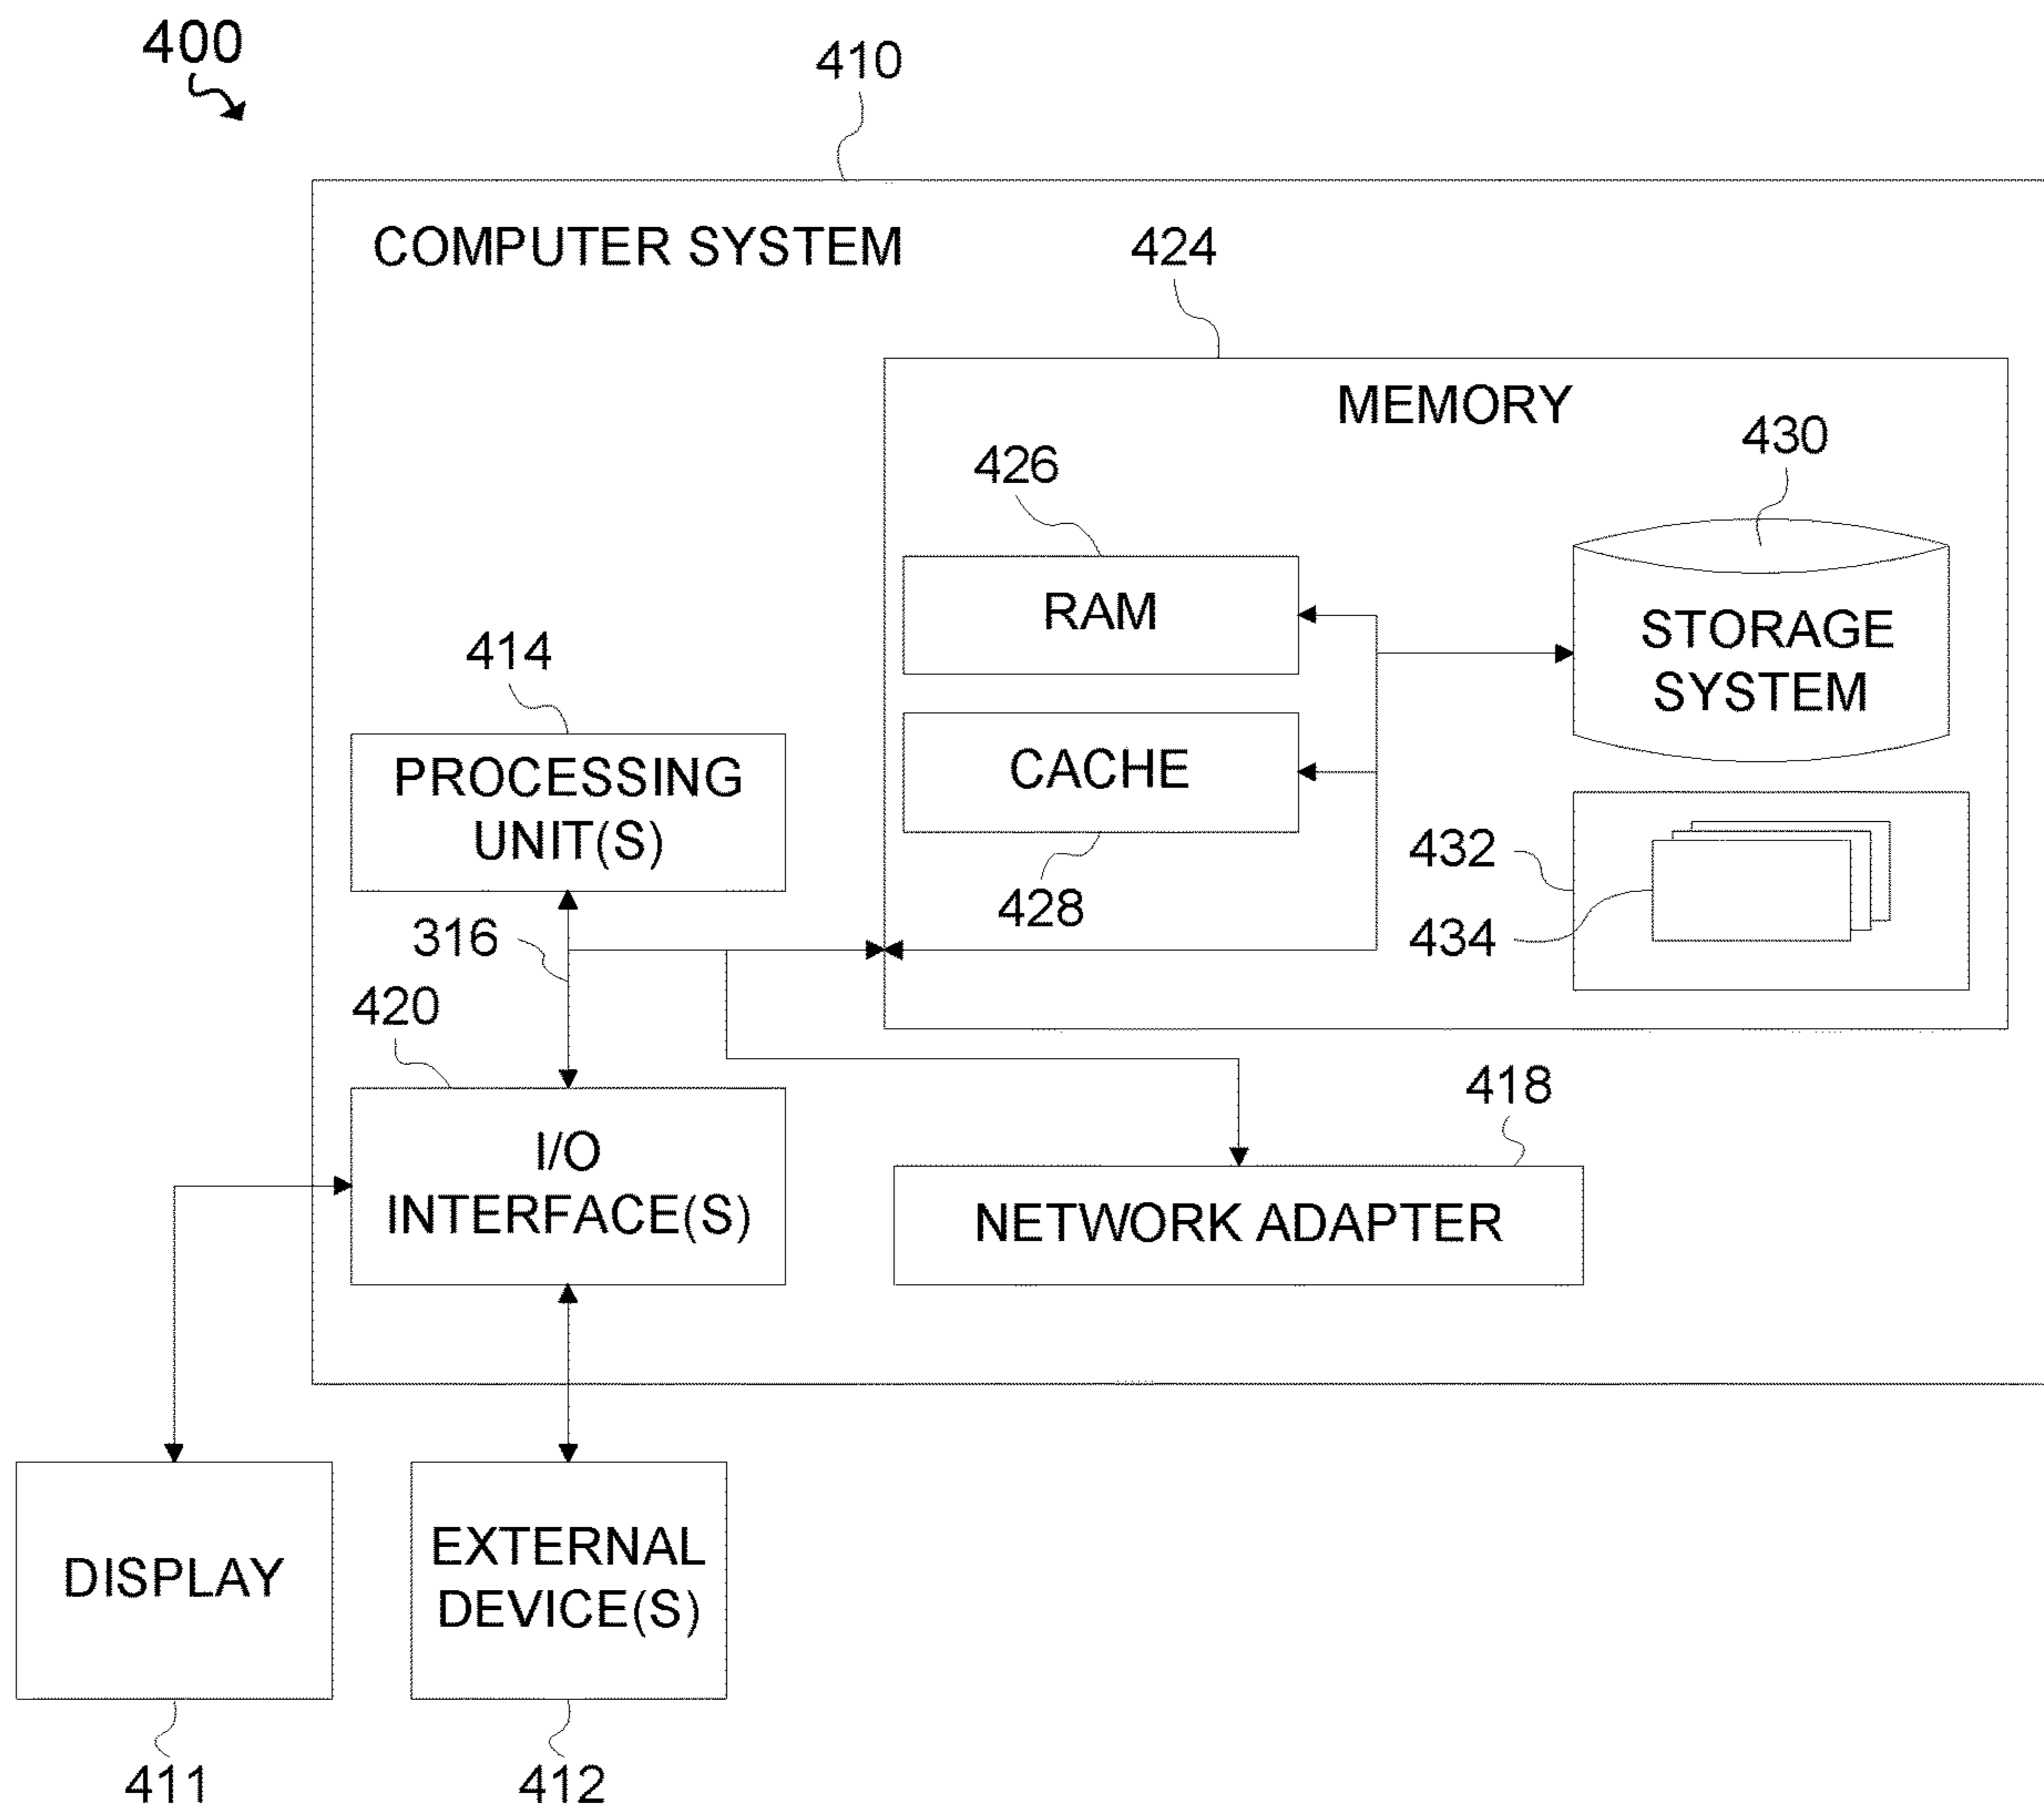 400
410
COMPUTER SYSTEM
424
MEMORY
430
426
RAM
STORAGE
SYSTEM
414
PROCESSING
UNIT(S)
CACHE
432
428
434
316
420
418
I/O
INTERFACE(S)
NETWORK ADAPTER
DISPLAY
EXTERNAL
DEVICE(S)
411
412